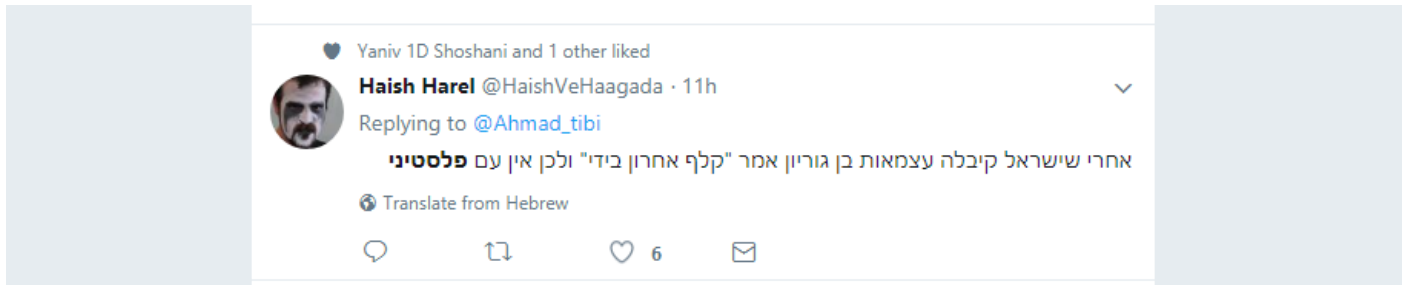 Yaniv 1D Shoshani and 1 other liked
Haish Harel @HaishVeHaagada · 11h
Replying to @Ahmad_tibi
אחרי שישראל קיבלה עצמאות בן גוריון אמר "קלף אחרון בידי" ולכן אין עם פלסטיני
Translate from Hebrew
6